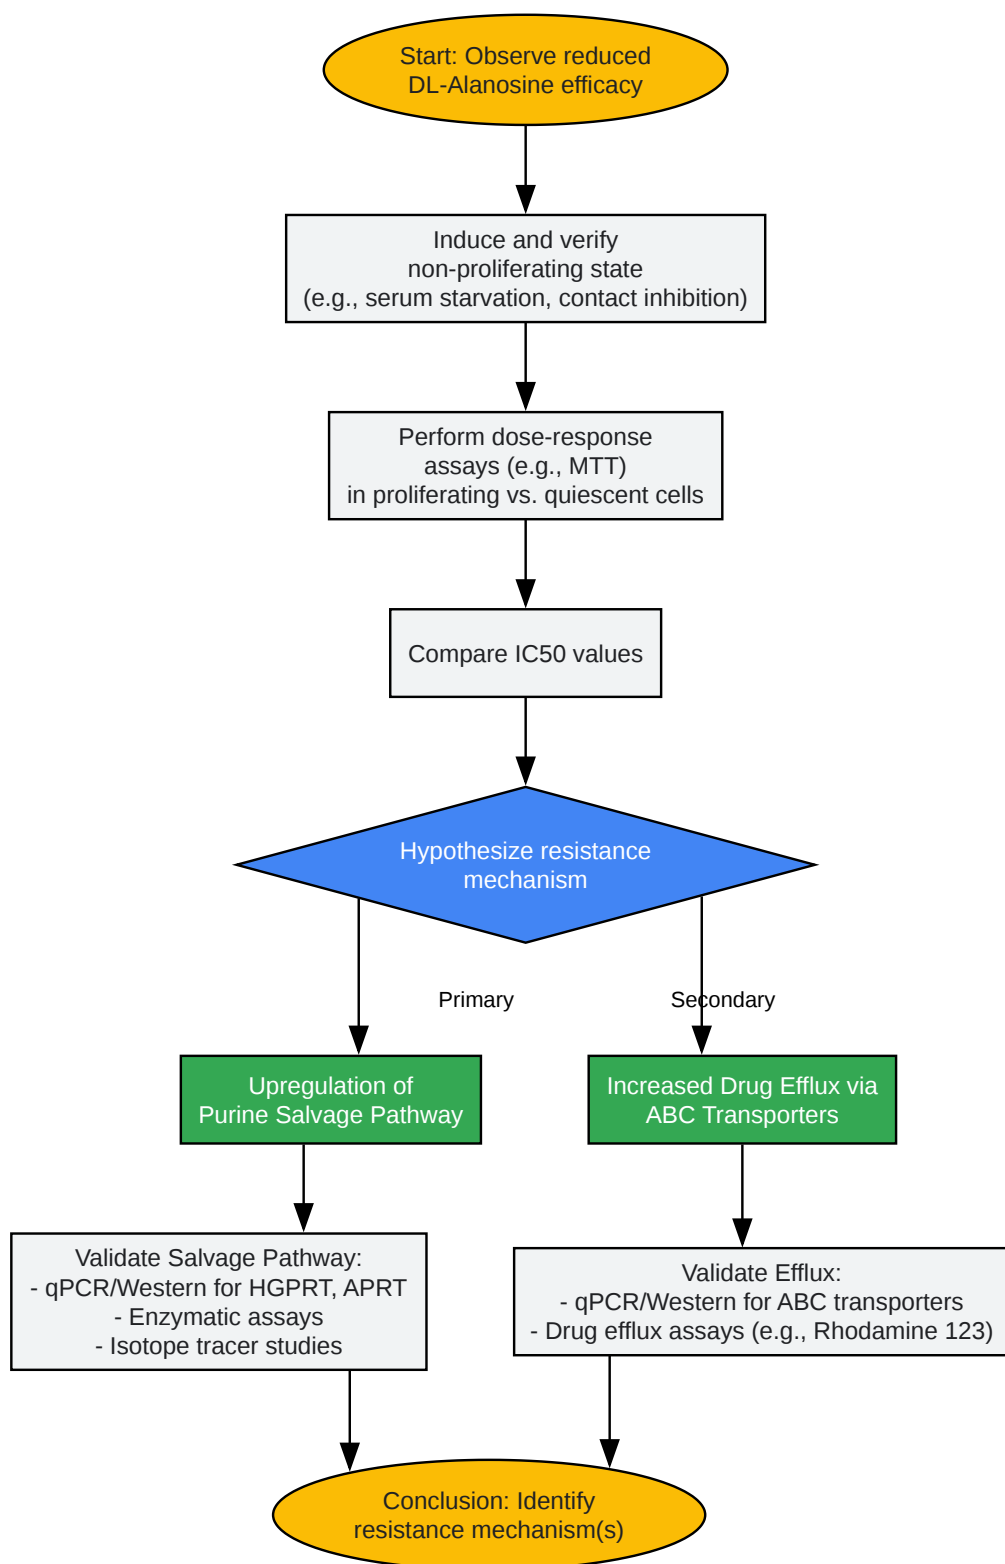 Start: Observe reduced
DL-Alanosine efficacy
Induce and verify
non-proliferating state
(e.g., serum starvation, contact inhibition)
Perform dose-response
assays (e.g., MTT)
in proliferating vs. quiescent cells
Compare IC50 values
Hypothesize resistance
mechanism
Primary
Secondary
Upregulation of
Purine Salvage Pathway
Increased Drug Efflux via
ABC Transporters
Validate Salvage Pathway:
- qPCR/Western for HGPRT, APRT
- Enzymatic assays
- Isotope tracer studies
Validate Efflux:
- qPCR/Western for ABC transporters
- Drug efflux assays (e.g., Rhodamine 123)
Conclusion: Identify
resistance mechanism(s)